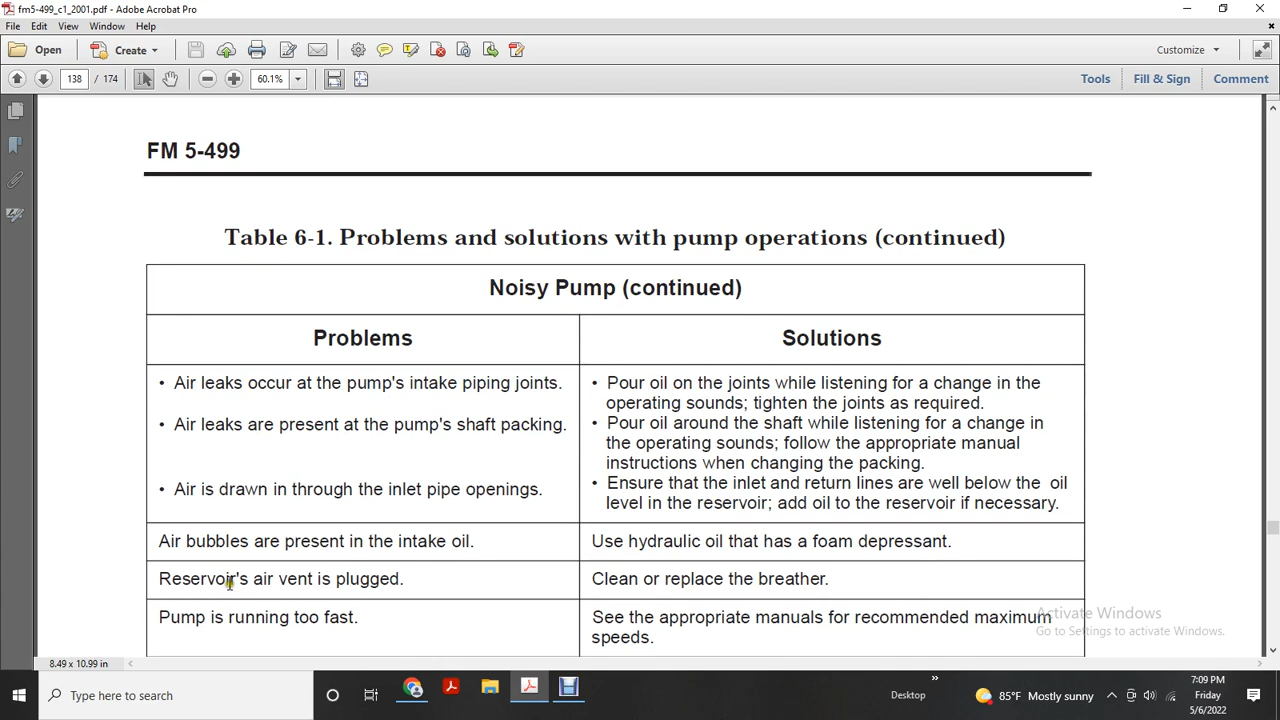 fm5-499_c1_2001.pdf - Adobe Acrobat Pro
File Edit View Window Help
Open Create Customize
138 / 174 60.1% Tools Fill & Sign Comment
FM 5-499
Table 6-1. Problems and solutions with pump operations (continued)
Noisy Pump (continued)
Problems Solutions
• Air leaks occur at the pump's intake piping joints.
• Pour oil on the joints while listening for a change in the
operating sounds; tighten the joints as required.
• Air leaks are present at the pump's shaft packing.
• Pour oil around the shaft while listening for a change in
the operating sounds; follow the appropriate manual
instructions when changing the packing.
• Air is drawn in through the inlet pipe openings.
• Ensure that the inlet and return lines are well below the oil
level in the reservoir; add oil to the reservoir if necessary.
Air bubbles are present in the intake oil.
Use hydraulic oil that has a foam depressant.
Reservoir's air vent is plugged.
Clean or replace the breather.
Pump is running too fast.
See the appropriate manuals for recommended maximum
speeds.
Activate Windows
Go to Settings to activate Windows.
8.49 x 10.99 in
Type here to search
Desktop
85°F Mostly sunny
7:09 PM
Friday
5/6/2022